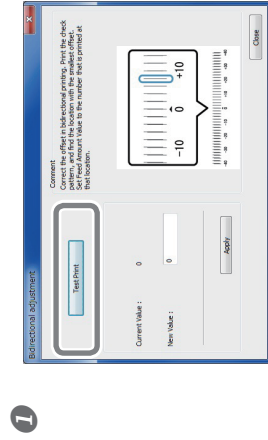 1
Bidirectional adjustment
x
Test Print
Current Value : 0
New Value : 0
Apply
Comment
Correct the offset in bidirectional printing. Print the check
pattern, and find the location with the smallest offset.
Set Feed Amount Value to the number that is printed at
that location.
-10 0 +10
Close